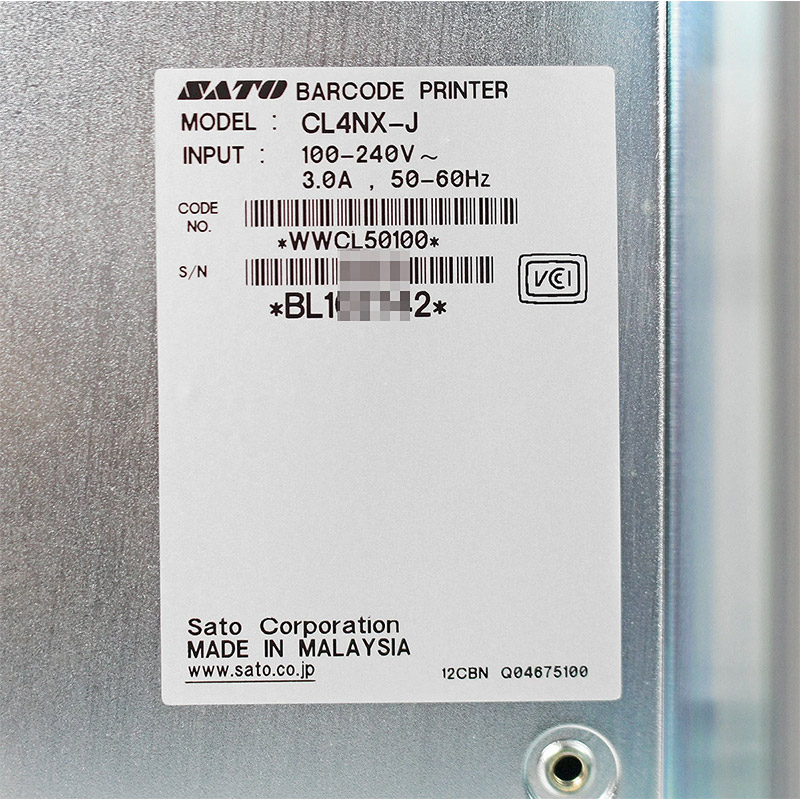 SATO BARCODE PRINTER
MODEL : CL4NX-J
INPUT : 100-240V~
3.0A , 50-60Hz
CODE NO.
*WWCL50100*
S/N
VCCI
Sato Corporation
MADE IN MALAYSIA
www.sato.co.jp
12CBN Q04675100